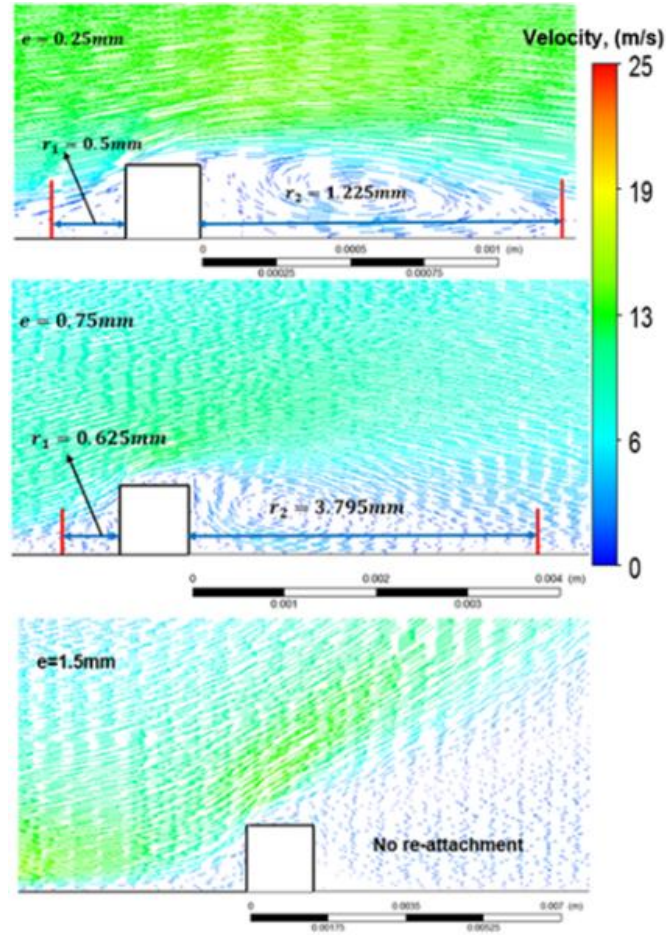 Velocity, (m/s)
25
19
13
6
0
e = 0.25mm
r₁ = 0.5mm
r₂ = 1.225mm
0 0.0005 0.001 (m)
0.00025 0.00075
e = 0.75mm
r₁ = 0.625mm
r₂ = 3.795mm
0 0.002 0.004 (m)
0.001 0.003
e=1.5mm
No re-attachment
0 0.0035 0.007 (m)
0.00175 0.00525